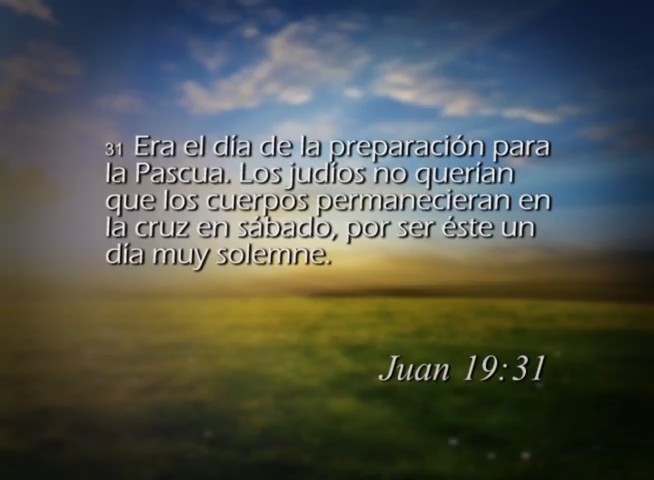 31 Era el día de la preparación para
la Pascua. Los judíos no querían
que los cuerpos permanecieran en
la cruz en sábado, por ser éste un
día muy solemne.
Juan 19:31